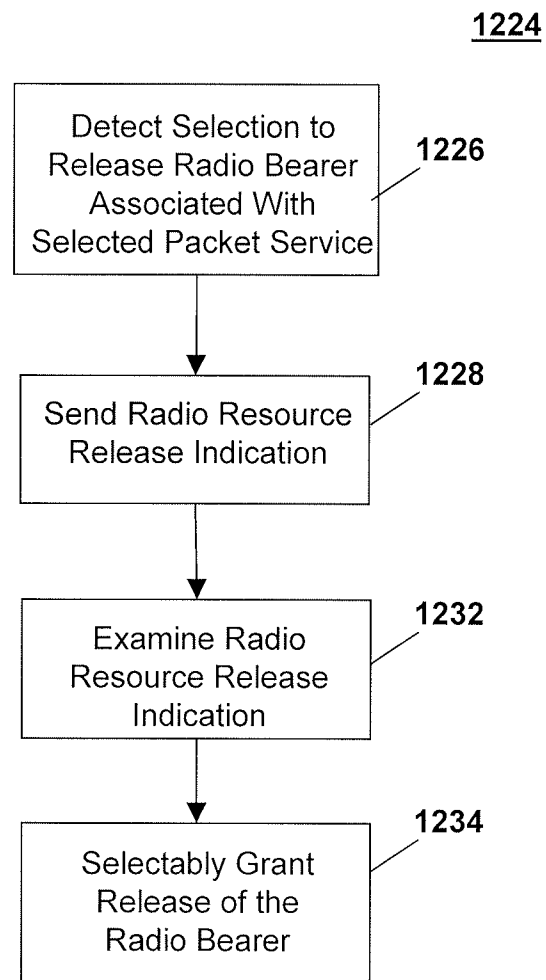 1224
Detect Selection to
Release Radio Bearer
Associated With
Selected Packet Service
1226
Send Radio Resource
Release Indication
1228
Examine Radio
Resource Release
Indication
1232
Selectably Grant
Release of the
Radio Bearer
1234